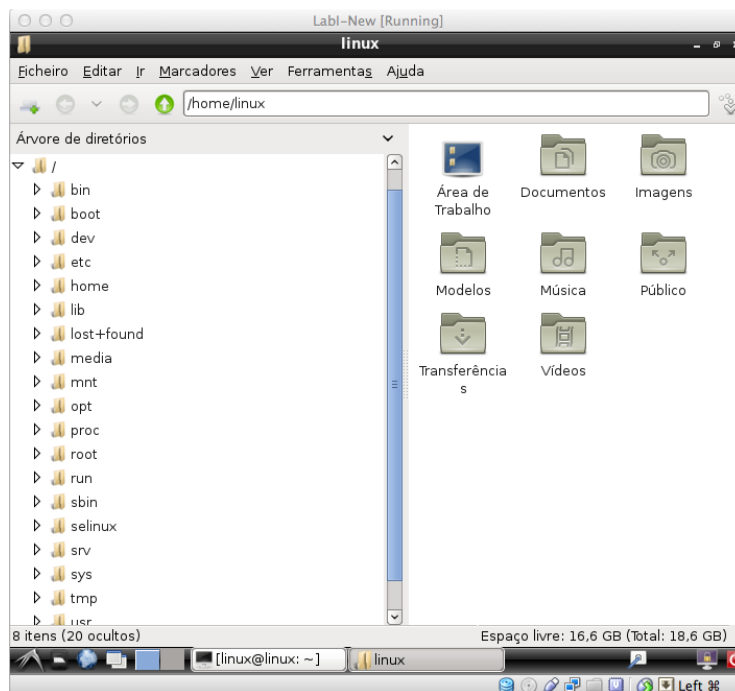 LabI-New [Running]
linux
Ficheiro Editar Ir Marcadores Ver Ferramentas Ajuda
/home/linux
Árvore de diretórios
/
bin
boot
dev
etc
home
lib
lost+found
media
mnt
opt
proc
root
run
sbin
selinux
srv
sys
tmp
usr
Área de
Trabalho
Documentos
Imagens
Modelos
Música
Público
Transferência
s
Vídeos
8 itens (20 ocultos)
Espaço livre: 16,6 GB (Total: 18,6 GB)
[linux@linux: ~]
linux
Left ⌘